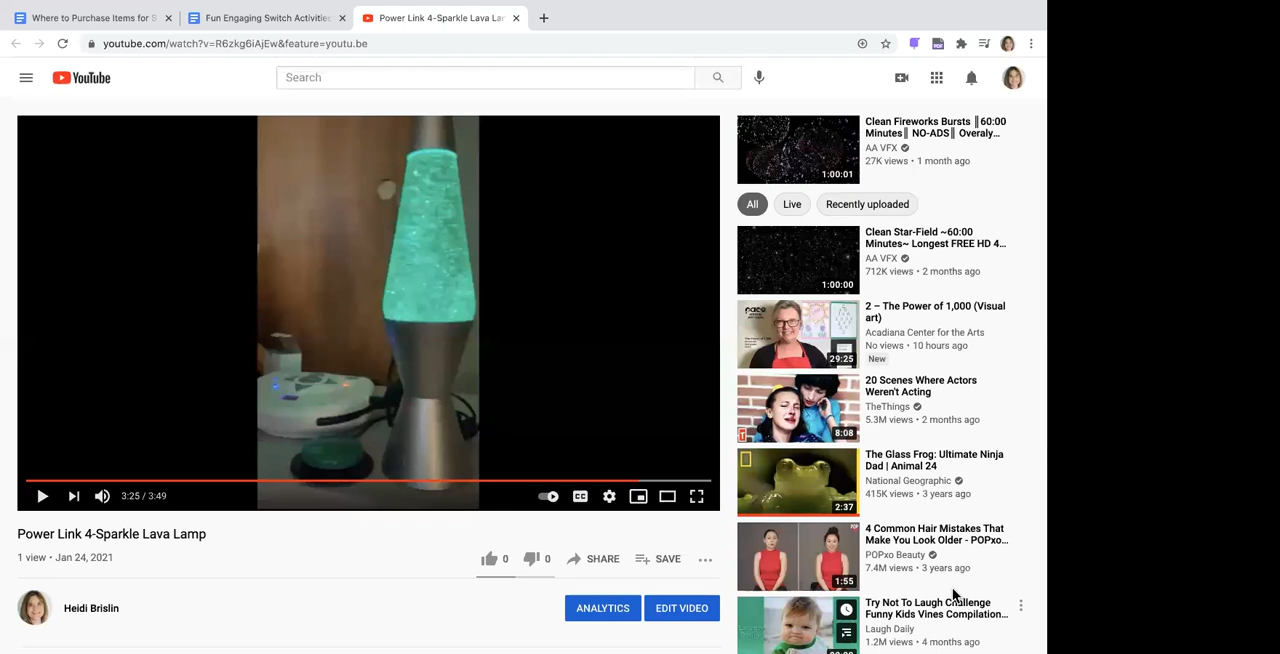 Where to Purchase Items for S
Fun Engaging Switch Activities
Power Link 4-Sparkle Lava Lar
youtube.com/watch?v=R6zkg6iAjEw&feature=youtu.be
YouTube
Search
Clean Fireworks Bursts ║60:00
Minutes║ NO-ADS║ Overaly...
AA VFX
27K views • 1 month ago
1:00:01
All
Live
Recently uploaded
Clean Star-Field ~60:00
Minutes~ Longest FREE HD 4...
AA VFX
712K views • 2 months ago
1:00:00
2 – The Power of 1,000 (Visual
art)
Acadiana Center for the Arts
No views • 10 hours ago
New
29:25
20 Scenes Where Actors
Weren't Acting
TheThings
5.3M views • 2 months ago
8:08
The Glass Frog: Ultimate Ninja
Dad | Animal 24
National Geographic
415K views • 3 years ago
2:37
3:25 / 3:49
CC
Power Link 4-Sparkle Lava Lamp
1 view • Jan 24, 2021
0
0
SHARE
SAVE
4 Common Hair Mistakes That
Make You Look Older - POPxo...
POPxo Beauty
7.4M views • 3 years ago
1:55
Heidi Brislin
ANALYTICS
EDIT VIDEO
Try Not To Laugh Challenge
Funny Kids Vines Compilation...
Laugh Daily
1.2M views • 4 months ago